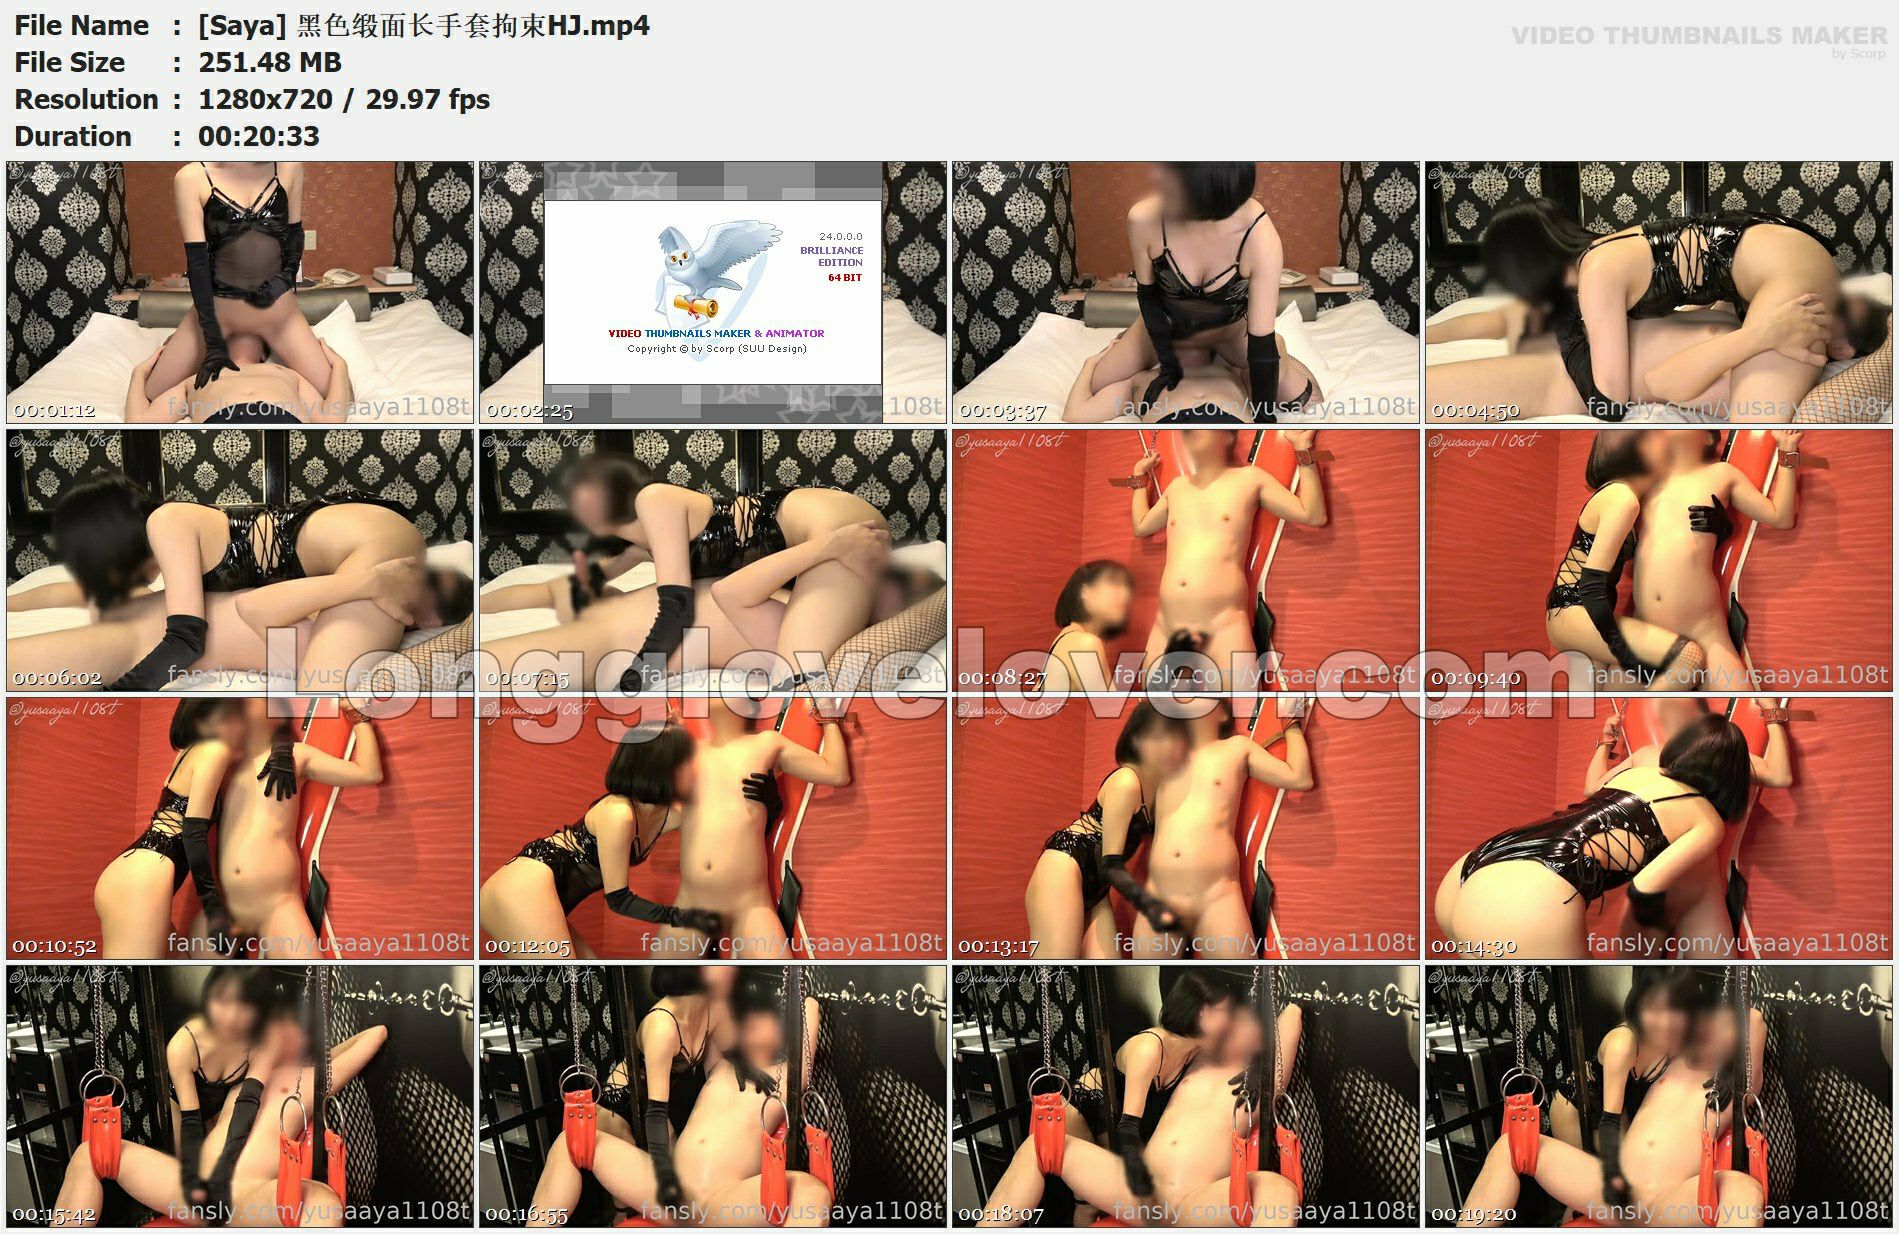 File Name : [Saya] 黑色缎面长手套拘束HJ.mp4
VIDEO THUMBNAILS MAKER
by Scorp
File Size : 251.48 MB
Resolution : 1280x720 / 29.97 fps
Duration : 00:20:33
@yusaaya1108t
00:01:12
fansly.com/yusaaya1108t
@yusaaya
24.0.0.0
BRILLIANCE
EDITION
64 BIT
VIDEO THUMBNAILS MAKER & ANIMATOR
Copyright © by Scorp (SUU Design)
00:02:25
108t
@yusaaya1108t
00:03:37
fansly.com/yusaaya1108t
@yusaaya1108t
00:04:50
fansly.com/yusaaya1108t
@yusaaya1108t
00:06:02
fansly.com/yusaaya1108t
@yusaaya1108t
00:07:15
fansly.com/yusaaya1108t
@yusaaya1108t
00:08:27
fansly.com/yusaaya1108t
@yusaaya1108t
00:09:40
fansly.com/yusaaya1108t
Longglovelover.com
@yusaaya1108t
00:10:52
fansly.com/yusaaya1108t
@yusaaya1108t
00:12:05
fansly.com/yusaaya1108t
@yusaaya1108t
00:13:17
fansly.com/yusaaya1108t
@yusaaya1108t
00:14:30
fansly.com/yusaaya1108t
@yusaaya1108t
00:15:42
fansly.com/yusaaya1108t
@yusaaya1108t
00:16:55
fansly.com/yusaaya1108t
@yusaaya1108t
00:18:07
fansly.com/yusaaya1108t
@yusaaya1108t
00:19:20
fansly.com/yusaaya1108t